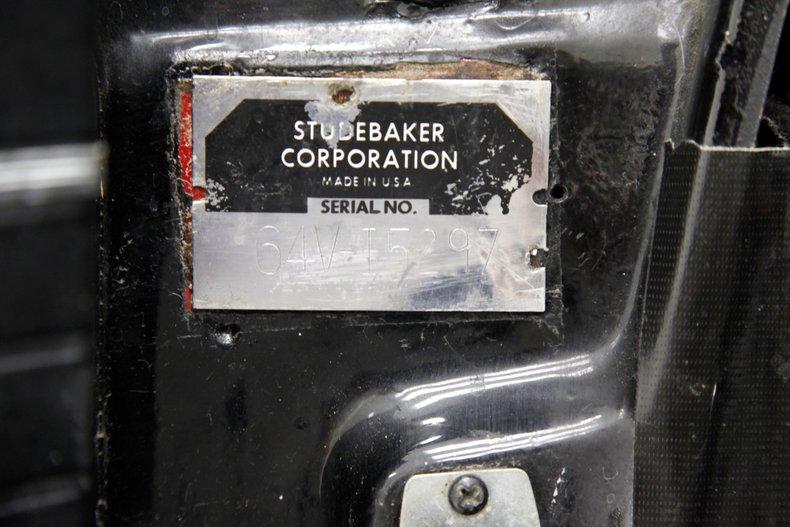 STUDEBAKER
CORPORATION
MADE IN U.S.A
SERIAL NO.
64V-15297